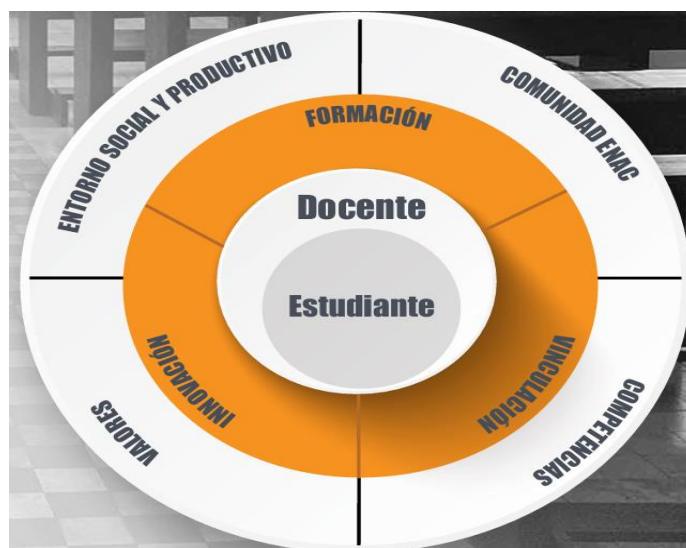 ENTORNO SOCIAL Y PRODUCTIVO
COMUNIDAD ENAC
FORMACIÓN
Docente
Estudiante
INNOVACIÓN
VINCULACIÓN
VALORES
COMPETENCIAS